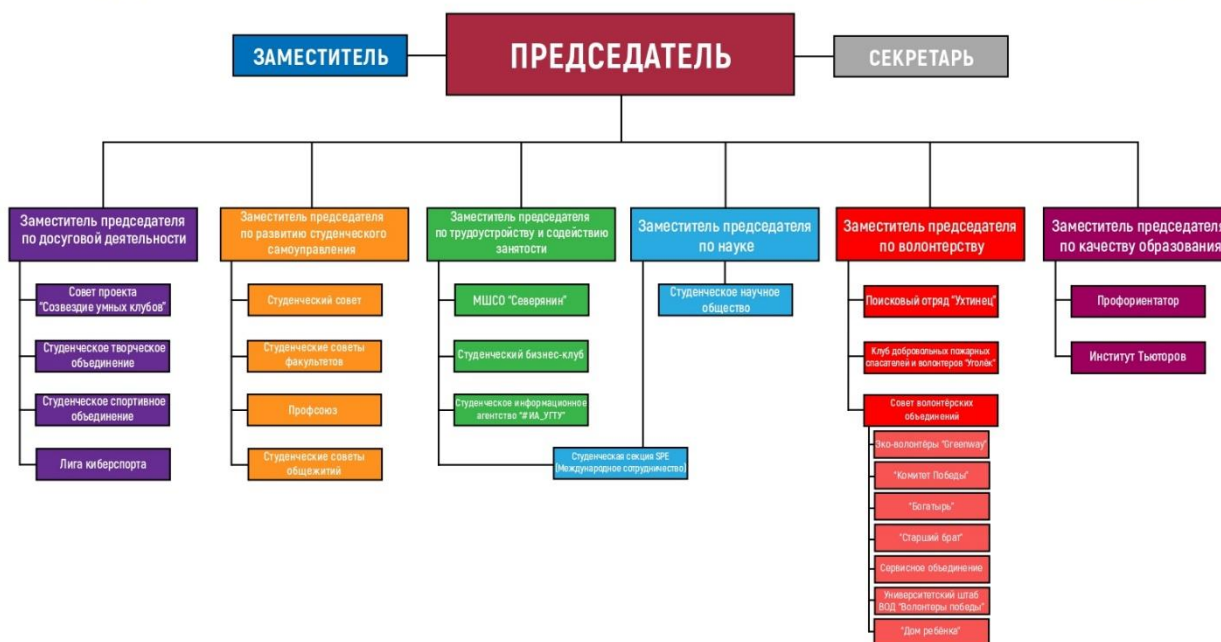 ЗАМЕСТИТЕЛЬ
ПРЕДСЕДАТЕЛЬ
СЕКРЕТАРЬ
Заместитель председателя
по досуговой деятельности
Совет проекта
"Созвездие умных клубов"
Студенческое творческое
объединение
Студенческое спортивное
объединение
Лига киберспорта
Заместитель председателя
по развитию студенческого
самоуправления
Студенческий совет
Студенческие советы
факультетов
Профсоюз
Студенческие советы
общежитий
Заместитель председателя
по трудоустройству и содействию
занятости
МШСО "Северянин"
Студенческий бизнес-клуб
Студенческое информационное
агентство "#ИА_УГТУ"
Заместитель председателя
по науке
Студенческое научное
общество
Студенческая секция SPE
(Международное сотрудничество)
Заместитель председателя
по волонтерству
Поисковый отряд "Ухтинец"
Клуб добровольных пожарных
спасателей и волонтеров "Уголёк"
Совет волонтёрских
объединений
Эко-волонтёры "Greenway"
"Комитет Победы"
"Богатырь"
"Старший брат"
Сервисное объединение
Университетский штаб
ВОД "Волонтеры победы"
"Дом ребёнка"
Заместитель председателя
по качеству образования
Профориентатор
Институт Тьюторов